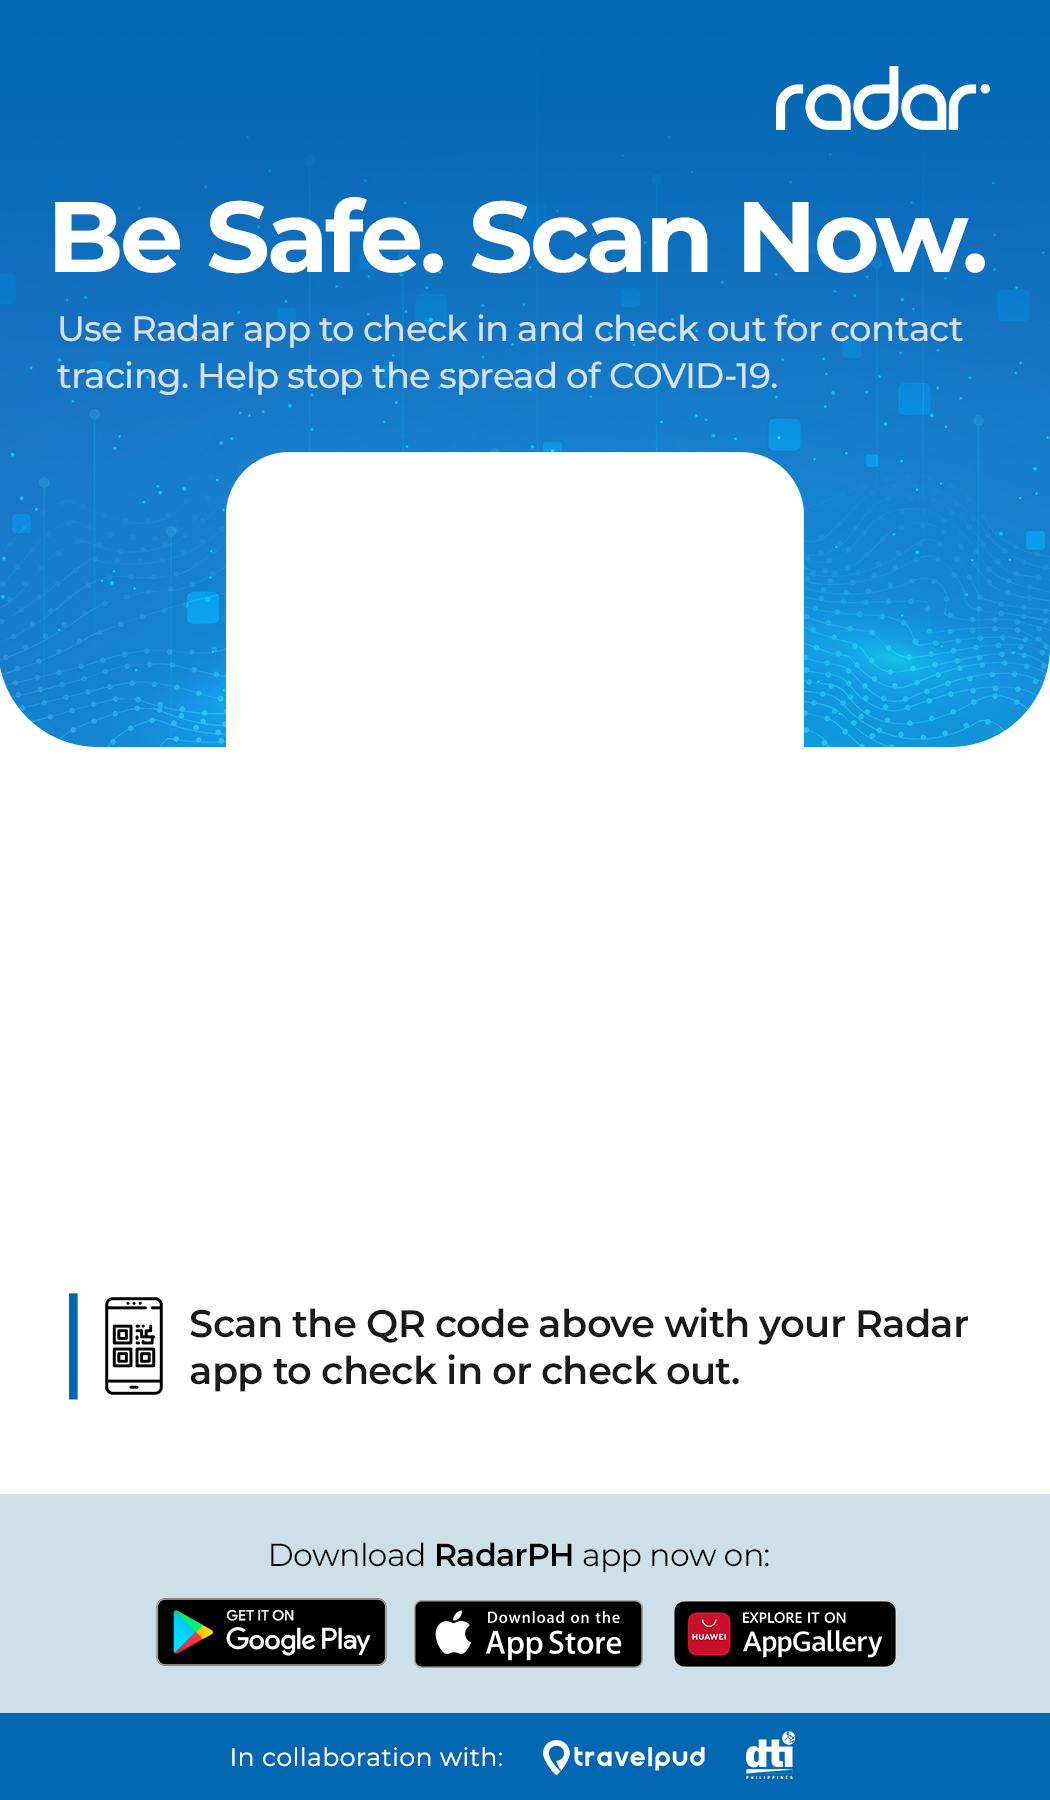 radar
Be Safe. Scan Now.
Use Radar app to check in and check out for contact
tracing. Help stop the spread of COVID-19.
Scan the QR code above with your Radar
app to check in or check out.
Download RadarPH app now on:
GET IT ON
Google Play
Download on the
App Store
HUAWEI
EXPLORE IT ON
AppGallery
In collaboration with:
travelpud
dti
PHILIPPINES